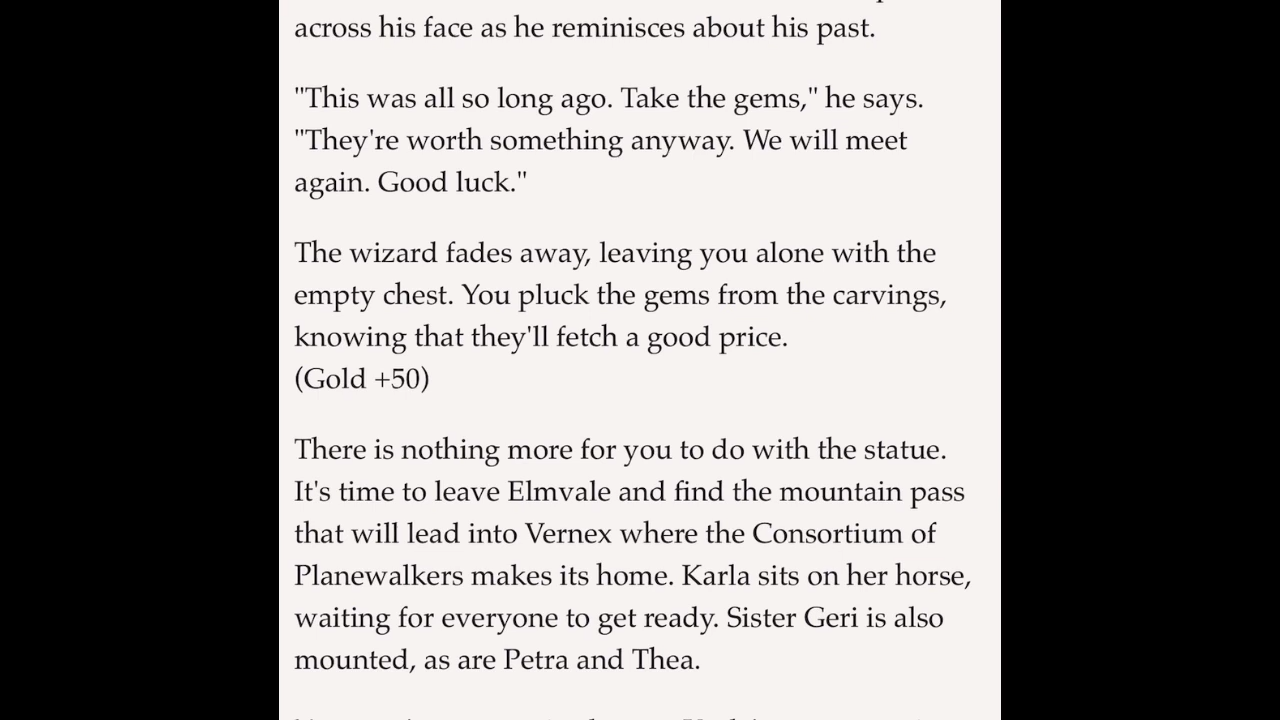 across his face as he reminisces about his past.
"This was all so long ago. Take the gems," he says.
"They're worth something anyway. We will meet
again. Good luck."
The wizard fades away, leaving you alone with the
empty chest. You pluck the gems from the carvings,
knowing that they'll fetch a good price.
(Gold +50)
There is nothing more for you to do with the statue.
It's time to leave Elmvale and find the mountain pass
that will lead into Vernex where the Consortium of
Planewalkers makes its home. Karla sits on her horse,
waiting for everyone to get ready. Sister Geri is also
mounted, as are Petra and Thea.